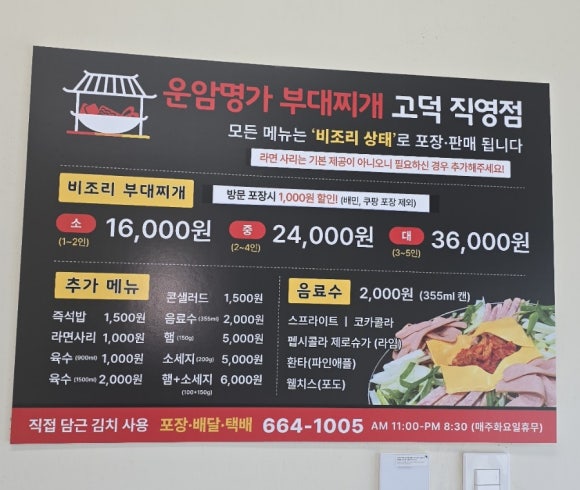 운암명가 부대찌개 고덕 직영점
모든 메뉴는 '비조리 상태'로 포장·판매 됩니다
라면 사리는 기본 제공이 아니오니 필요하신 경우 추가해주세요!
비조리 부대찌개
방문 포장시 1,000원 할인! (배민, 쿠팡 포장 제외)
소 (1~2인) 16,000원
중 (2~4인) 24,000원
대 (3~5인) 36,000원
추가 메뉴
즉석밥 1,500원
라면사리 1,000원
육수 (900ml) 1,000원
육수 (1500ml) 2,000원
콘샐러드 1,500원
음료수 (355ml) 2,000원
햄 (150g) 5,000원
소세지 (200g) 5,000원
햄+소세지 6,000원
(100+150g)
음료수 2,000원 (355ml 캔)
스프라이트 | 코카콜라
펩시콜라 제로슈가 (라임)
환타(파인애플)
웰치스(포도)
직접 담근 김치 사용 포장·배달·택배 664-1005 AM 11:00-PM 8:30 (매주화요일휴무)